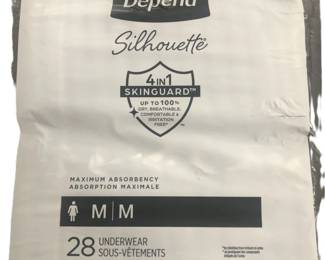 Depend
Silhouette
4 IN 1
SKINGUARD™
UP TO 100%
DRY, BREATHABLE,
COMFORTABLE &
IRRITATION
FREE*
MAXIMUM ABSORBENCY
ABSORPTION MAXIMALE
M | M
28 UNDERWEAR
SOUS-VÊTEMENTS